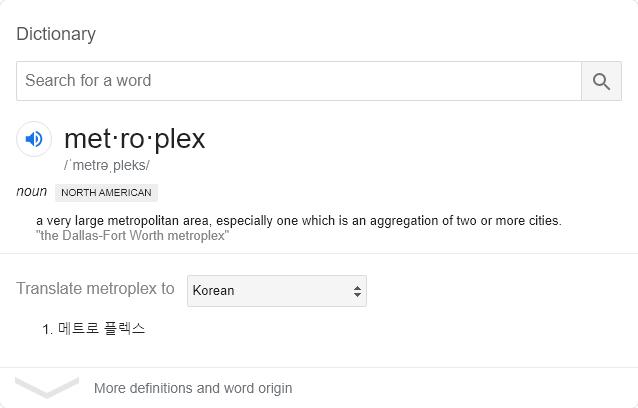 Dictionary
Search for a word
met·ro·plex
/ˈmetrəˌpleks/
noun NORTH AMERICAN
a very large metropolitan area, especially one which is an aggregation of two or more cities.
"the Dallas-Fort Worth metroplex"
Translate metroplex to Korean
1. 메트로 플렉스
More definitions and word origin